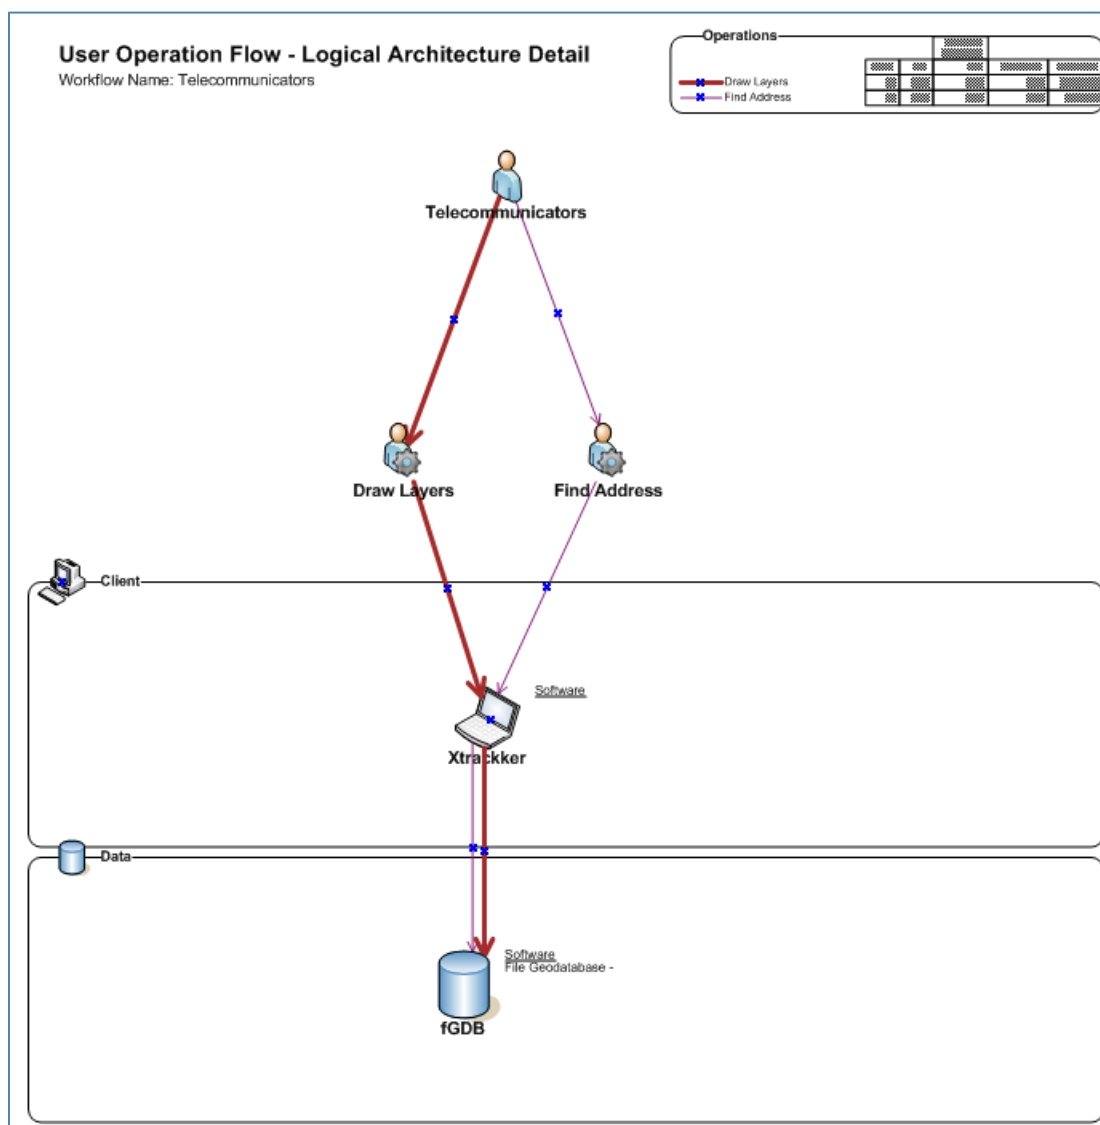 User Operation Flow - Logical Architecture Detail
Workflow Name: Telecommunicators
Operations
Draw Layers
Find Address
Telecommunicators
Draw Layers
Find Address
Client
Software
Xtrackker
Data
Software
File Geodatabase -
fGDB